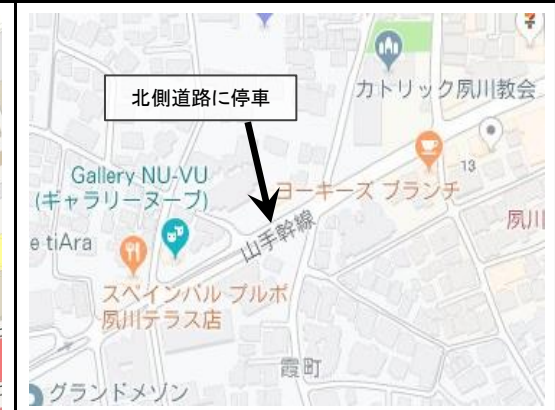 北側道路に停車
カトリック夙川教会
Gallery NU-VU
(ギャラリーヌーブ)
ヨーキーズ ブランチ
13
夙川
e tiAra
山手幹線
スペインバル プルポ
夙川テラス店
霞町
グランドメゾン